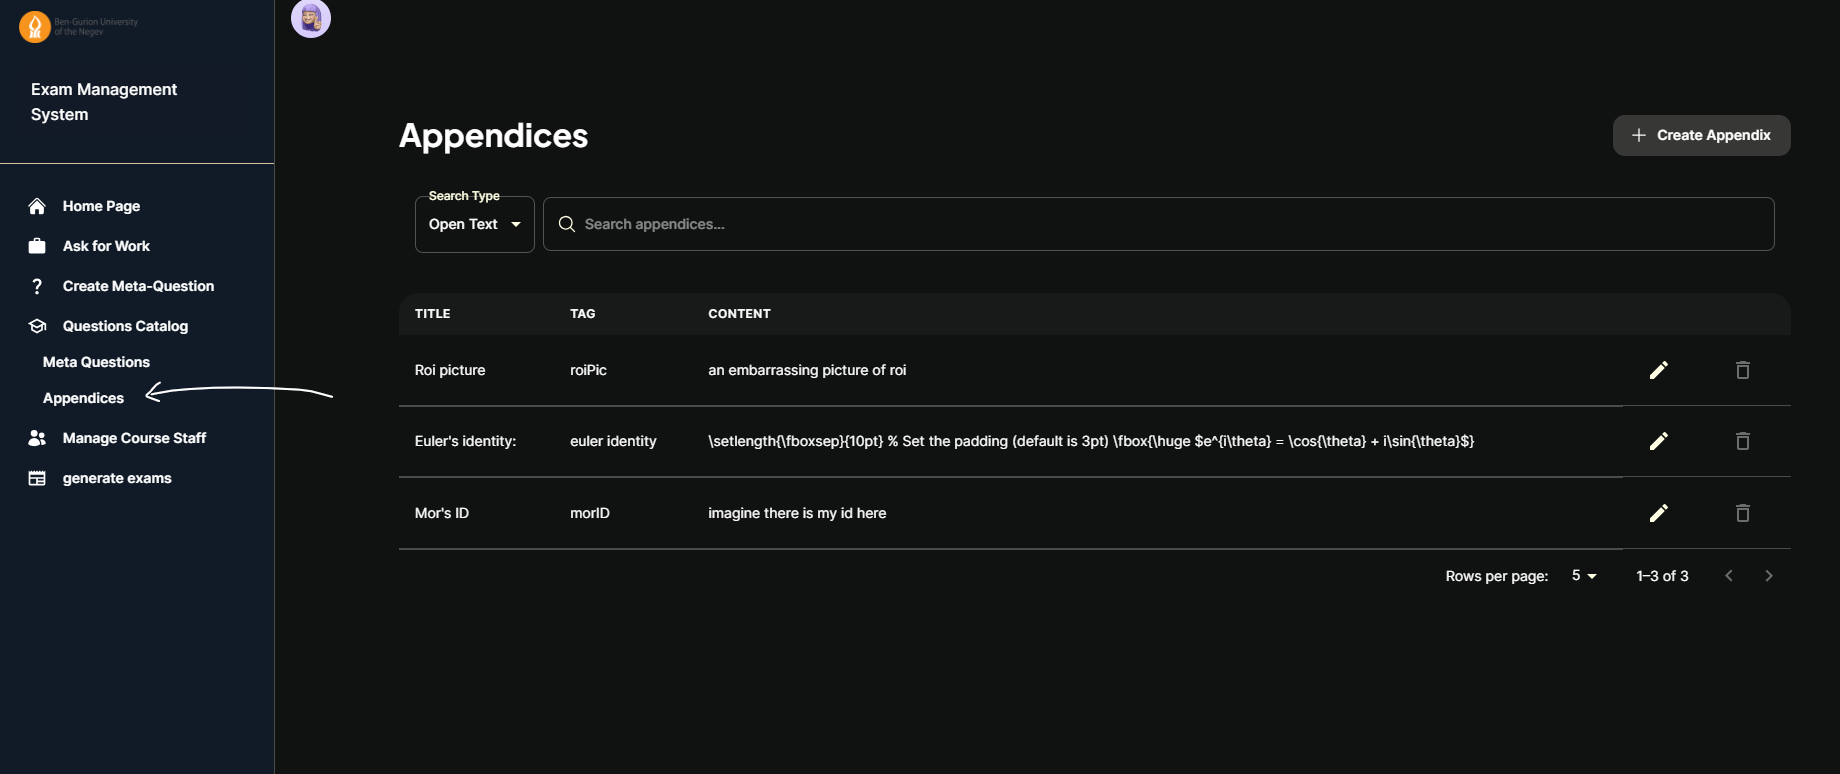 Ben-Gurion University
of the Negev
Exam Management
System
Home Page
Ask for Work
Create Meta-Question
Questions Catalog
Meta Questions
Appendices
Manage Course Staff
generate exams
Appendices
Create Appendix
Search Type
Open Text
Search appendices...
TITLE TAG CONTENT
Roi picture roiPic an embarrassing picture of roi
Euler's identity: euler identity \setlength{\fboxsep}{10pt} % Set the padding (default is 3pt) \fbox{\huge $e^{i\theta} = \cos{\theta} + i\sin{\theta}$}
Mor's ID morID imagine there is my id here
Rows per page: 5 1–3 of 3